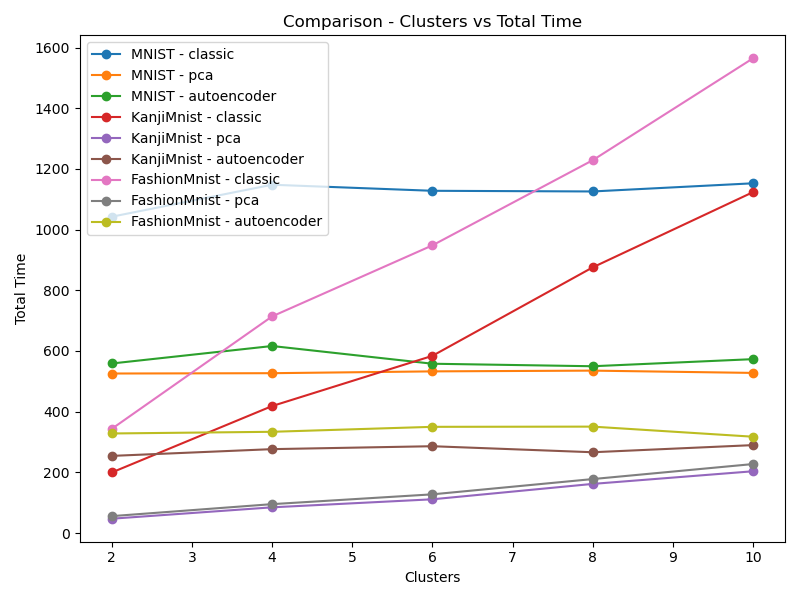 Comparison - Clusters vs Total Time
1600
1400
1200
1000
800
600
400
200
0
Total Time
MNIST - classic
MNIST - pca
MNIST - autoencoder
KanjiMnist - classic
KanjiMnist - pca
KanjiMnist - autoencoder
FashionMnist - classic
FashionMnist - pca
FashionMnist - autoencoder
2 3 4 5 6 7 8 9 10
Clusters